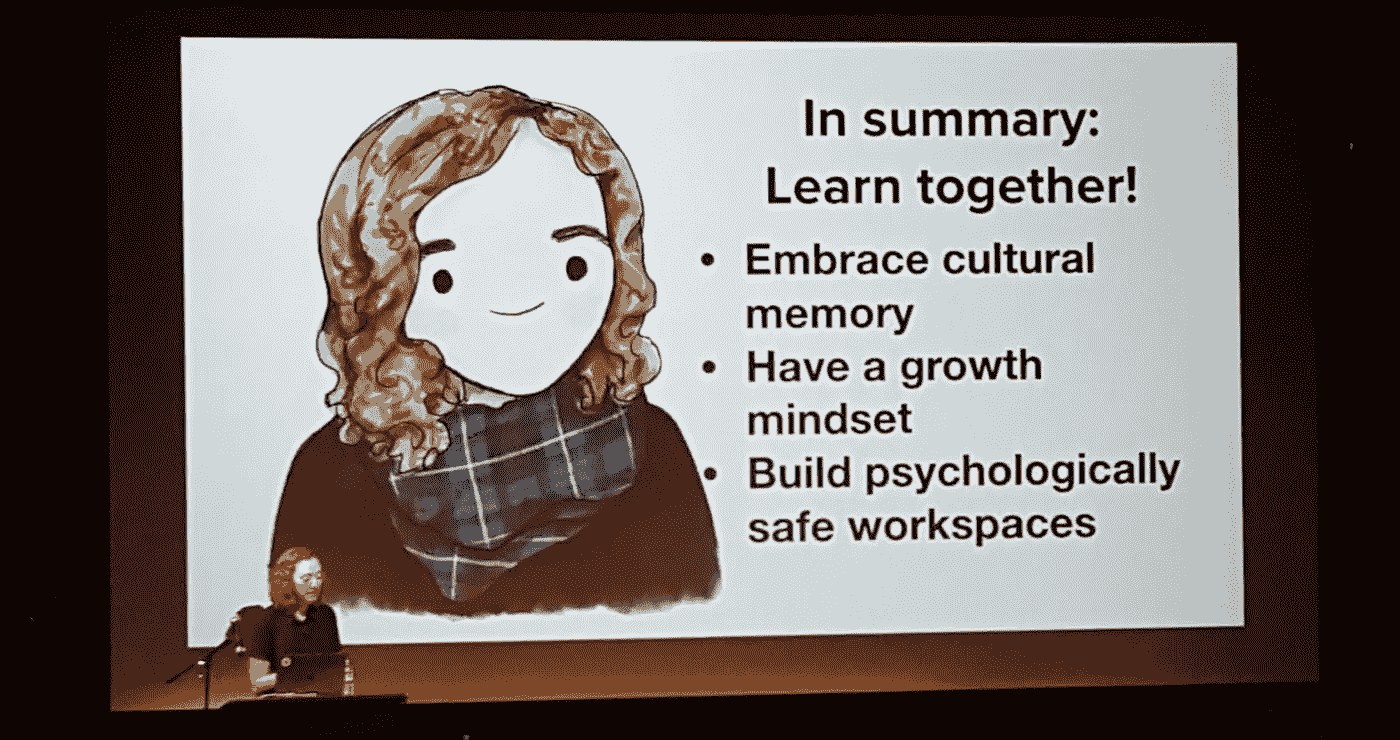 In summary:
Learn together!
• Embrace cultural
memory
• Have a growth
mindset
• Build psychologically
safe workspaces